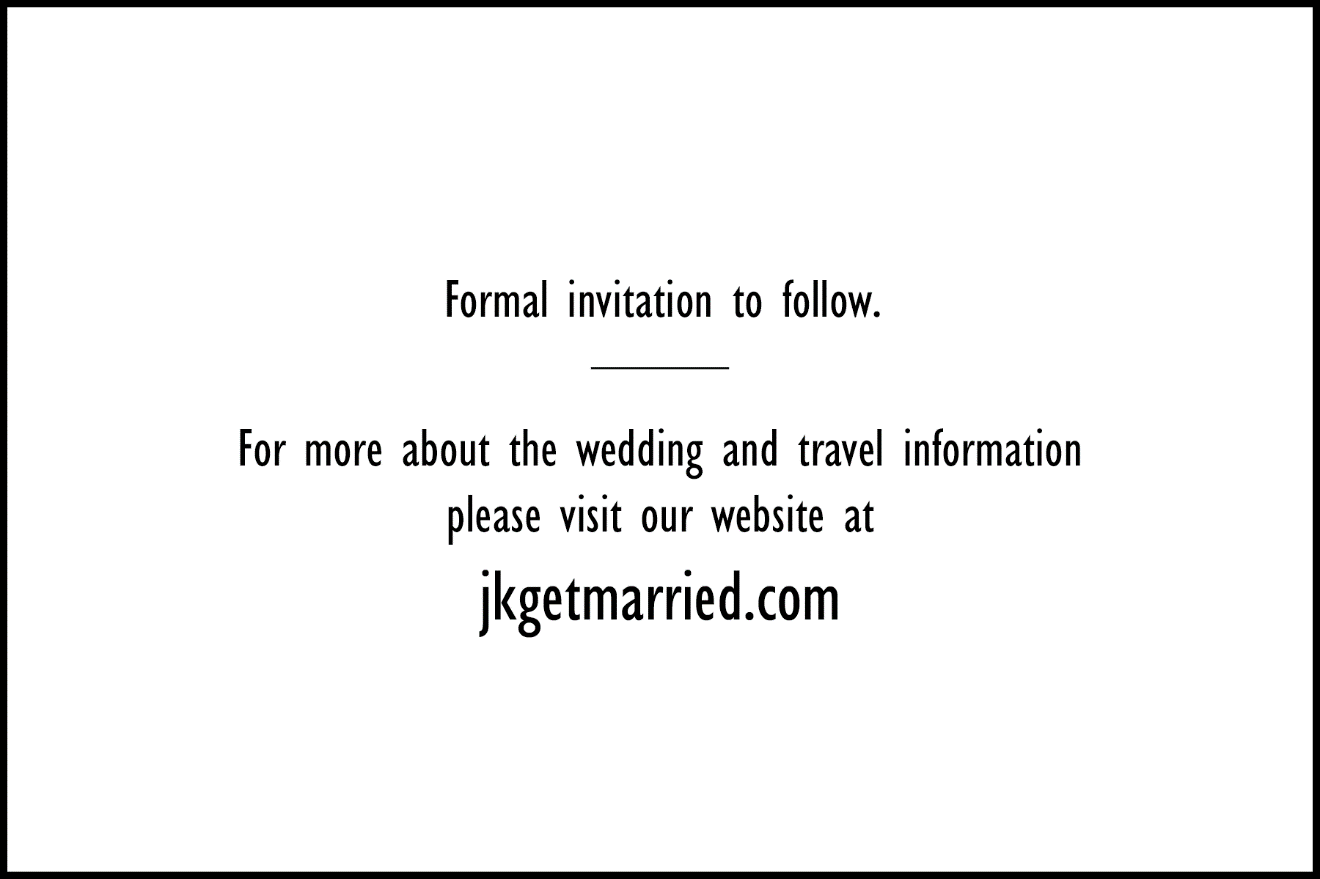 Formal invitation to follow.
For more about the wedding and travel information
please visit our website at
jkgetmarried.com